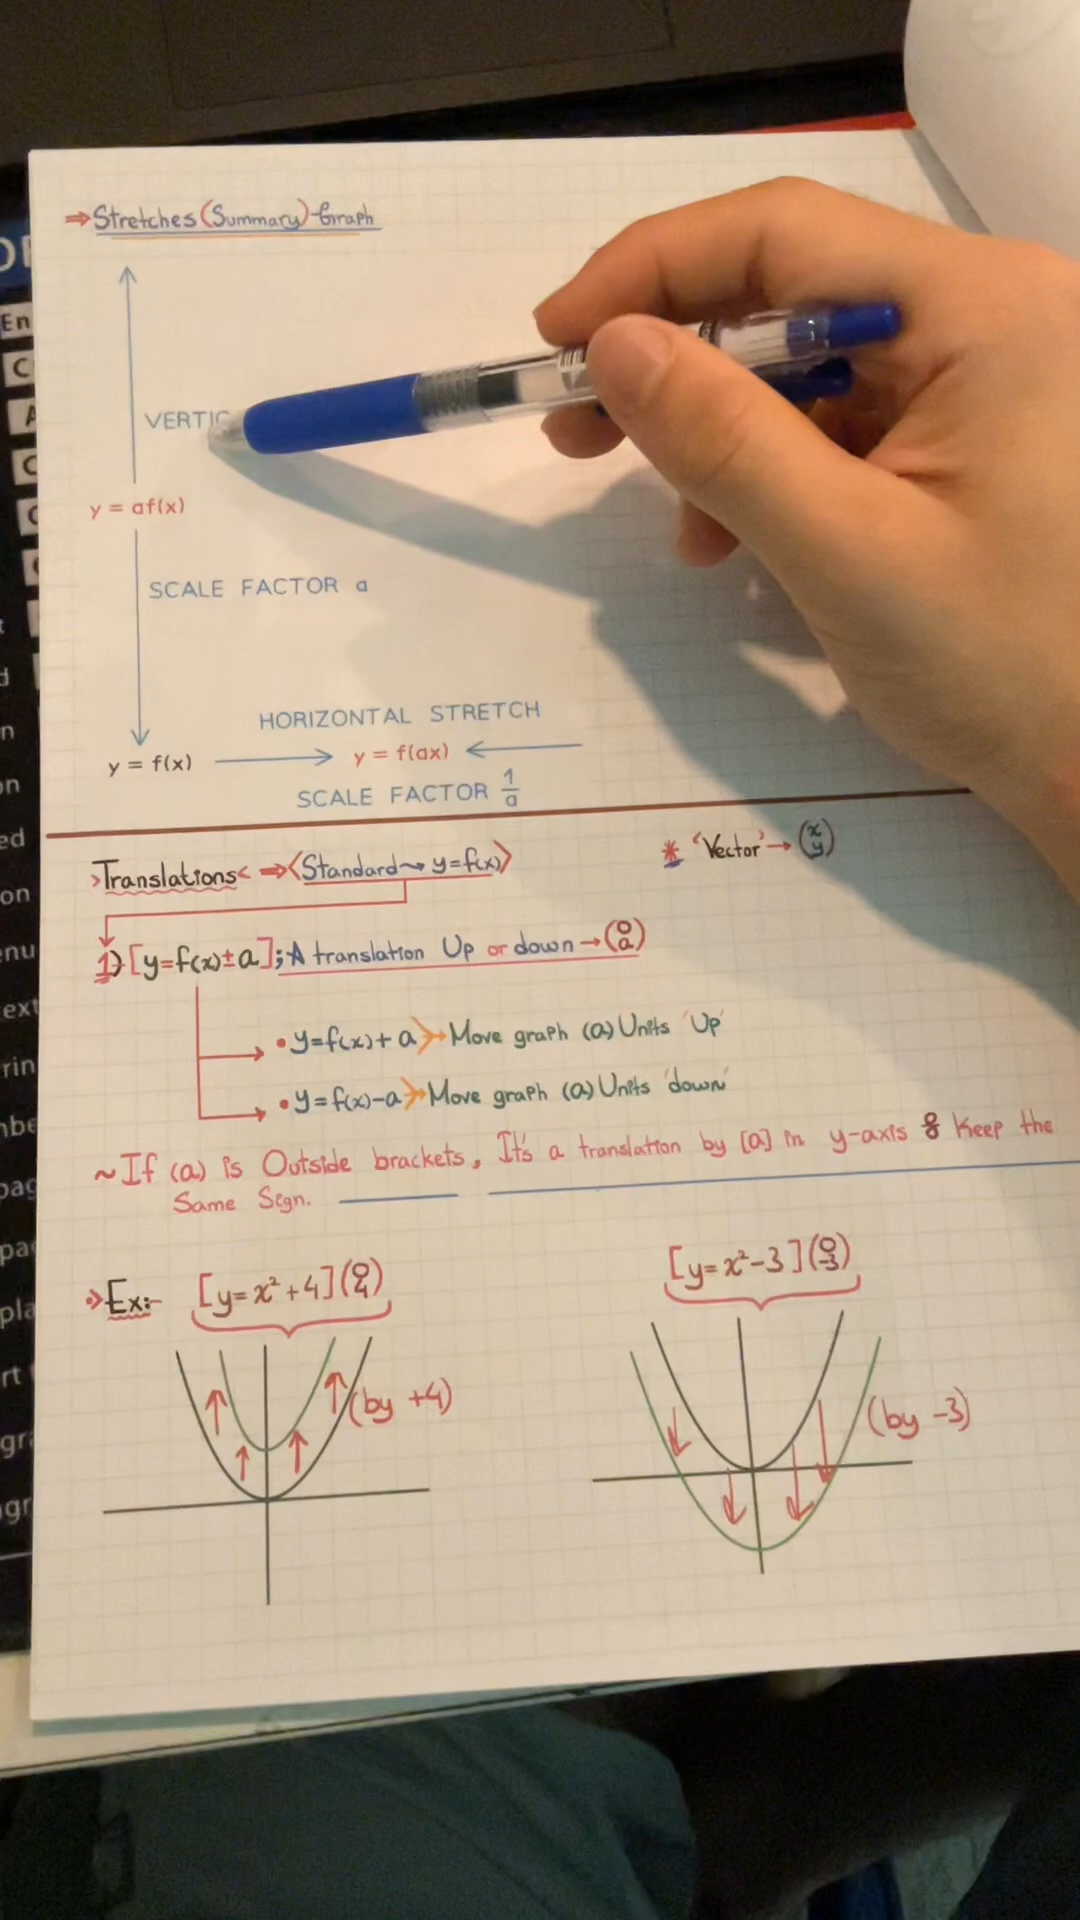 ⇒Stretches (Summary)-Graph
VERTIC
y = af(x)
SCALE FACTOR a
HORIZONTAL STRETCH
y = f(x) → y = f(ax) ←
SCALE FACTOR 1/a
>Translations< ⇒<Standard⇝ y=f(x)>
* 'Vector' → (x y)
1) [y=f(x)±a];A translation Up or down → (0 a)
• y=f(x)+a ➣ Move graph (a) Units 'Up'
• y=f(x)-a ➣ Move graph (a) Units 'down'
~If (a) is Outside brackets, It's a translation by [a] in y-axis & Keep the
Same Sign.
Ex:- [y=x²+4] (0 4)
[y=x²-3] (0 -3)
(by +4)
(by -3)